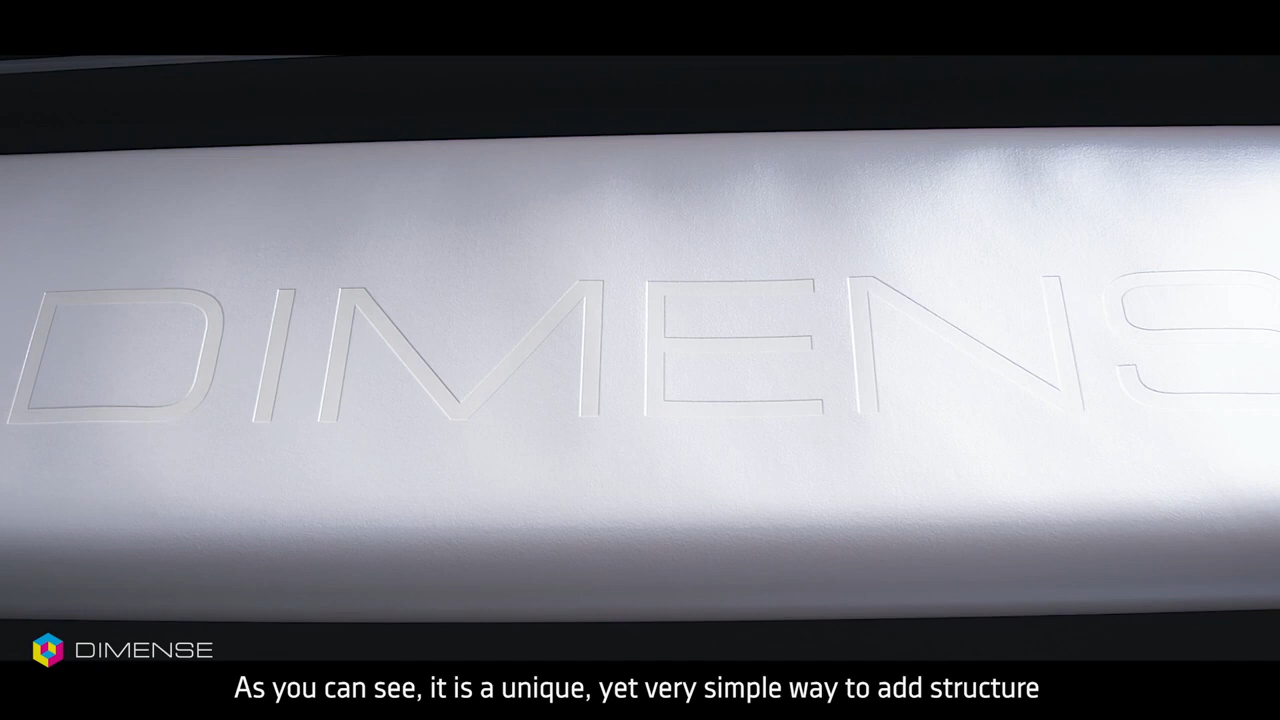 DIMENS
DIMENSE
As you can see, it is a unique, yet very simple way to add structure